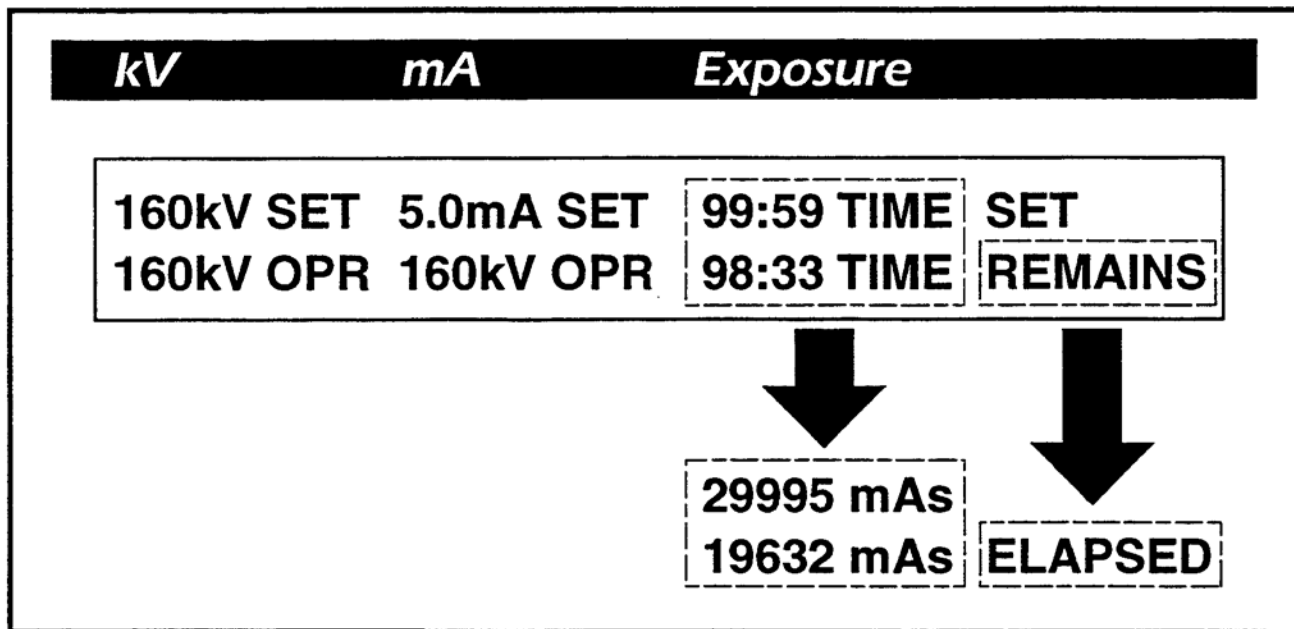 kV mA Exposure
160kV SET 5.0mA SET 99:59 TIME SET
160kV OPR 160kV OPR 98:33 TIME REMAINS
29995 mAs
19632 mAs ELAPSED